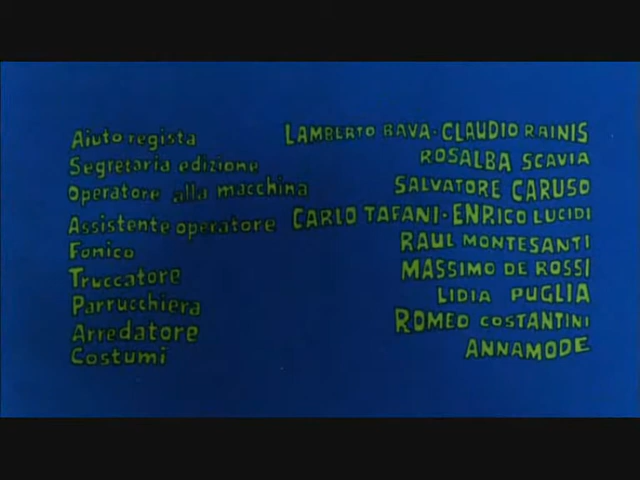 Aiuto regista LAMBERTO BAVA · CLAUDIO RAINIS
Segretaria edizione ROSALBA SCAVIA
Operatore alla macchina SALVATORE CARUSO
Assistente operatore CARLO TAFANI · ENRICO LUCIDI
Fonico RAUL MONTESANTI
Truccatore MASSIMO DE ROSSI
Parrucchiera LIDIA PUGLIA
Arredatore ROMEO COSTANTINI
Costumi ANNAMODE